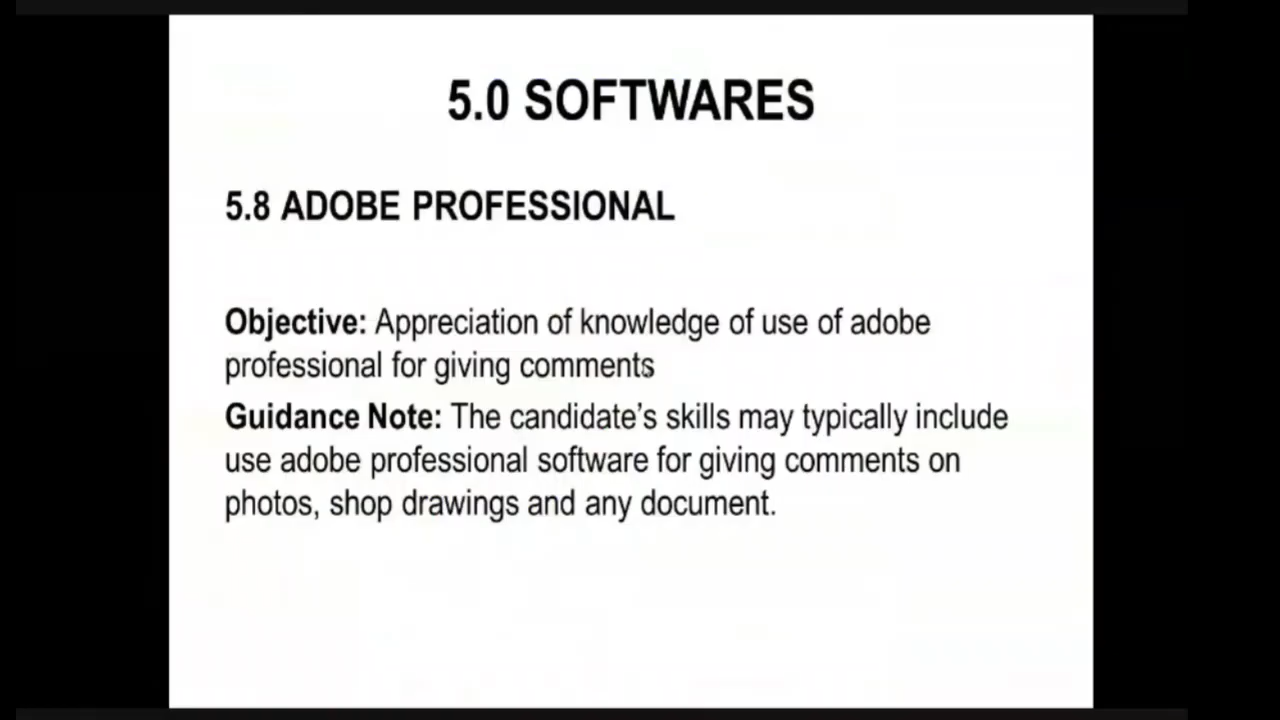 5.0 SOFTWARES
5.8 ADOBE PROFESSIONAL
Objective: Appreciation of knowledge of use of adobe
professional for giving comments
Guidance Note: The candidate’s skills may typically include
use adobe professional software for giving comments on
photos, shop drawings and any document.